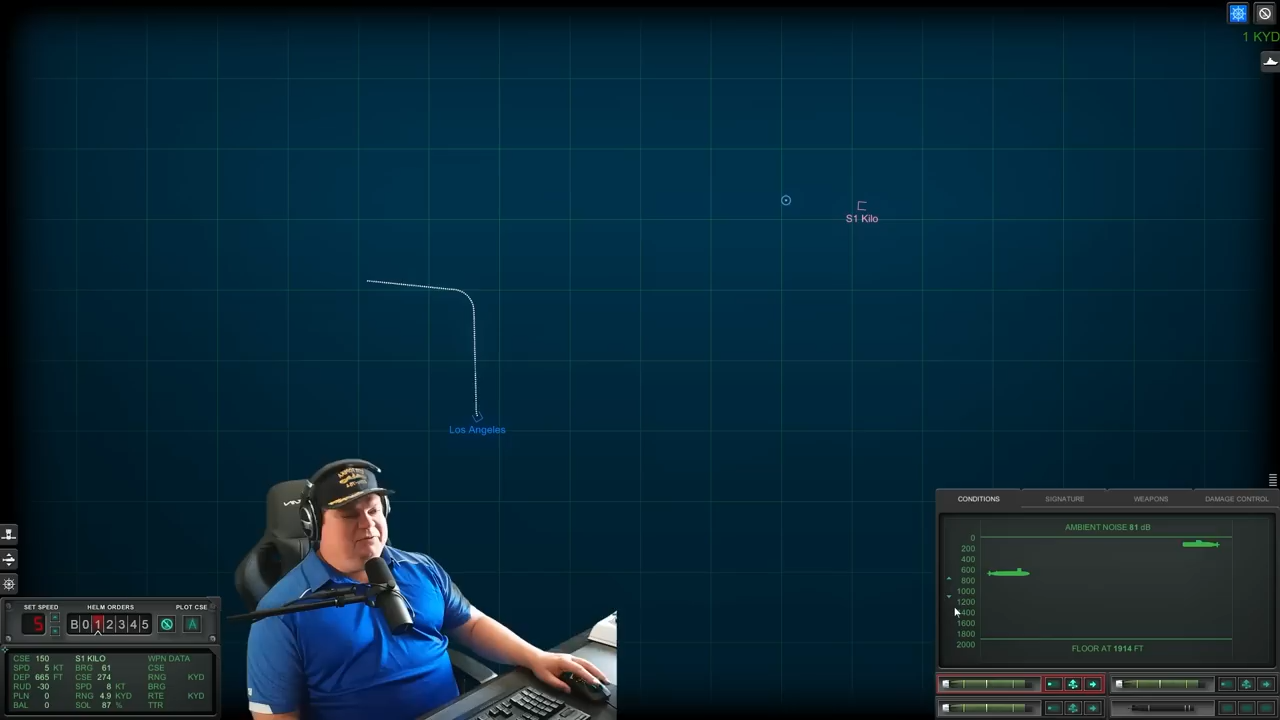 1 KYD
S1 Kilo
Los Angeles
CONDITIONS SIGNATURE WEAPONS DAMAGE CONTROL
AMBIENT NOISE 81 dB
0
200
400
600
800
1000
1200
1400
1600
1800
2000
FLOOR AT 1914 FT
SET SPEED HELM ORDERS PLOT CSE
5 B 0 1 2 3 4 5 A
CSE 150 S1 KILO WPN DATA
SPD 5 KT BRG 61 CSE
DEP 665 FT CSE 274 RNG KYD
RUD -30 SPD 8 KT BRG
PLN 0 RNG 4.9 KYD RTE KYD
BAL 0 SOL 87 % TTR